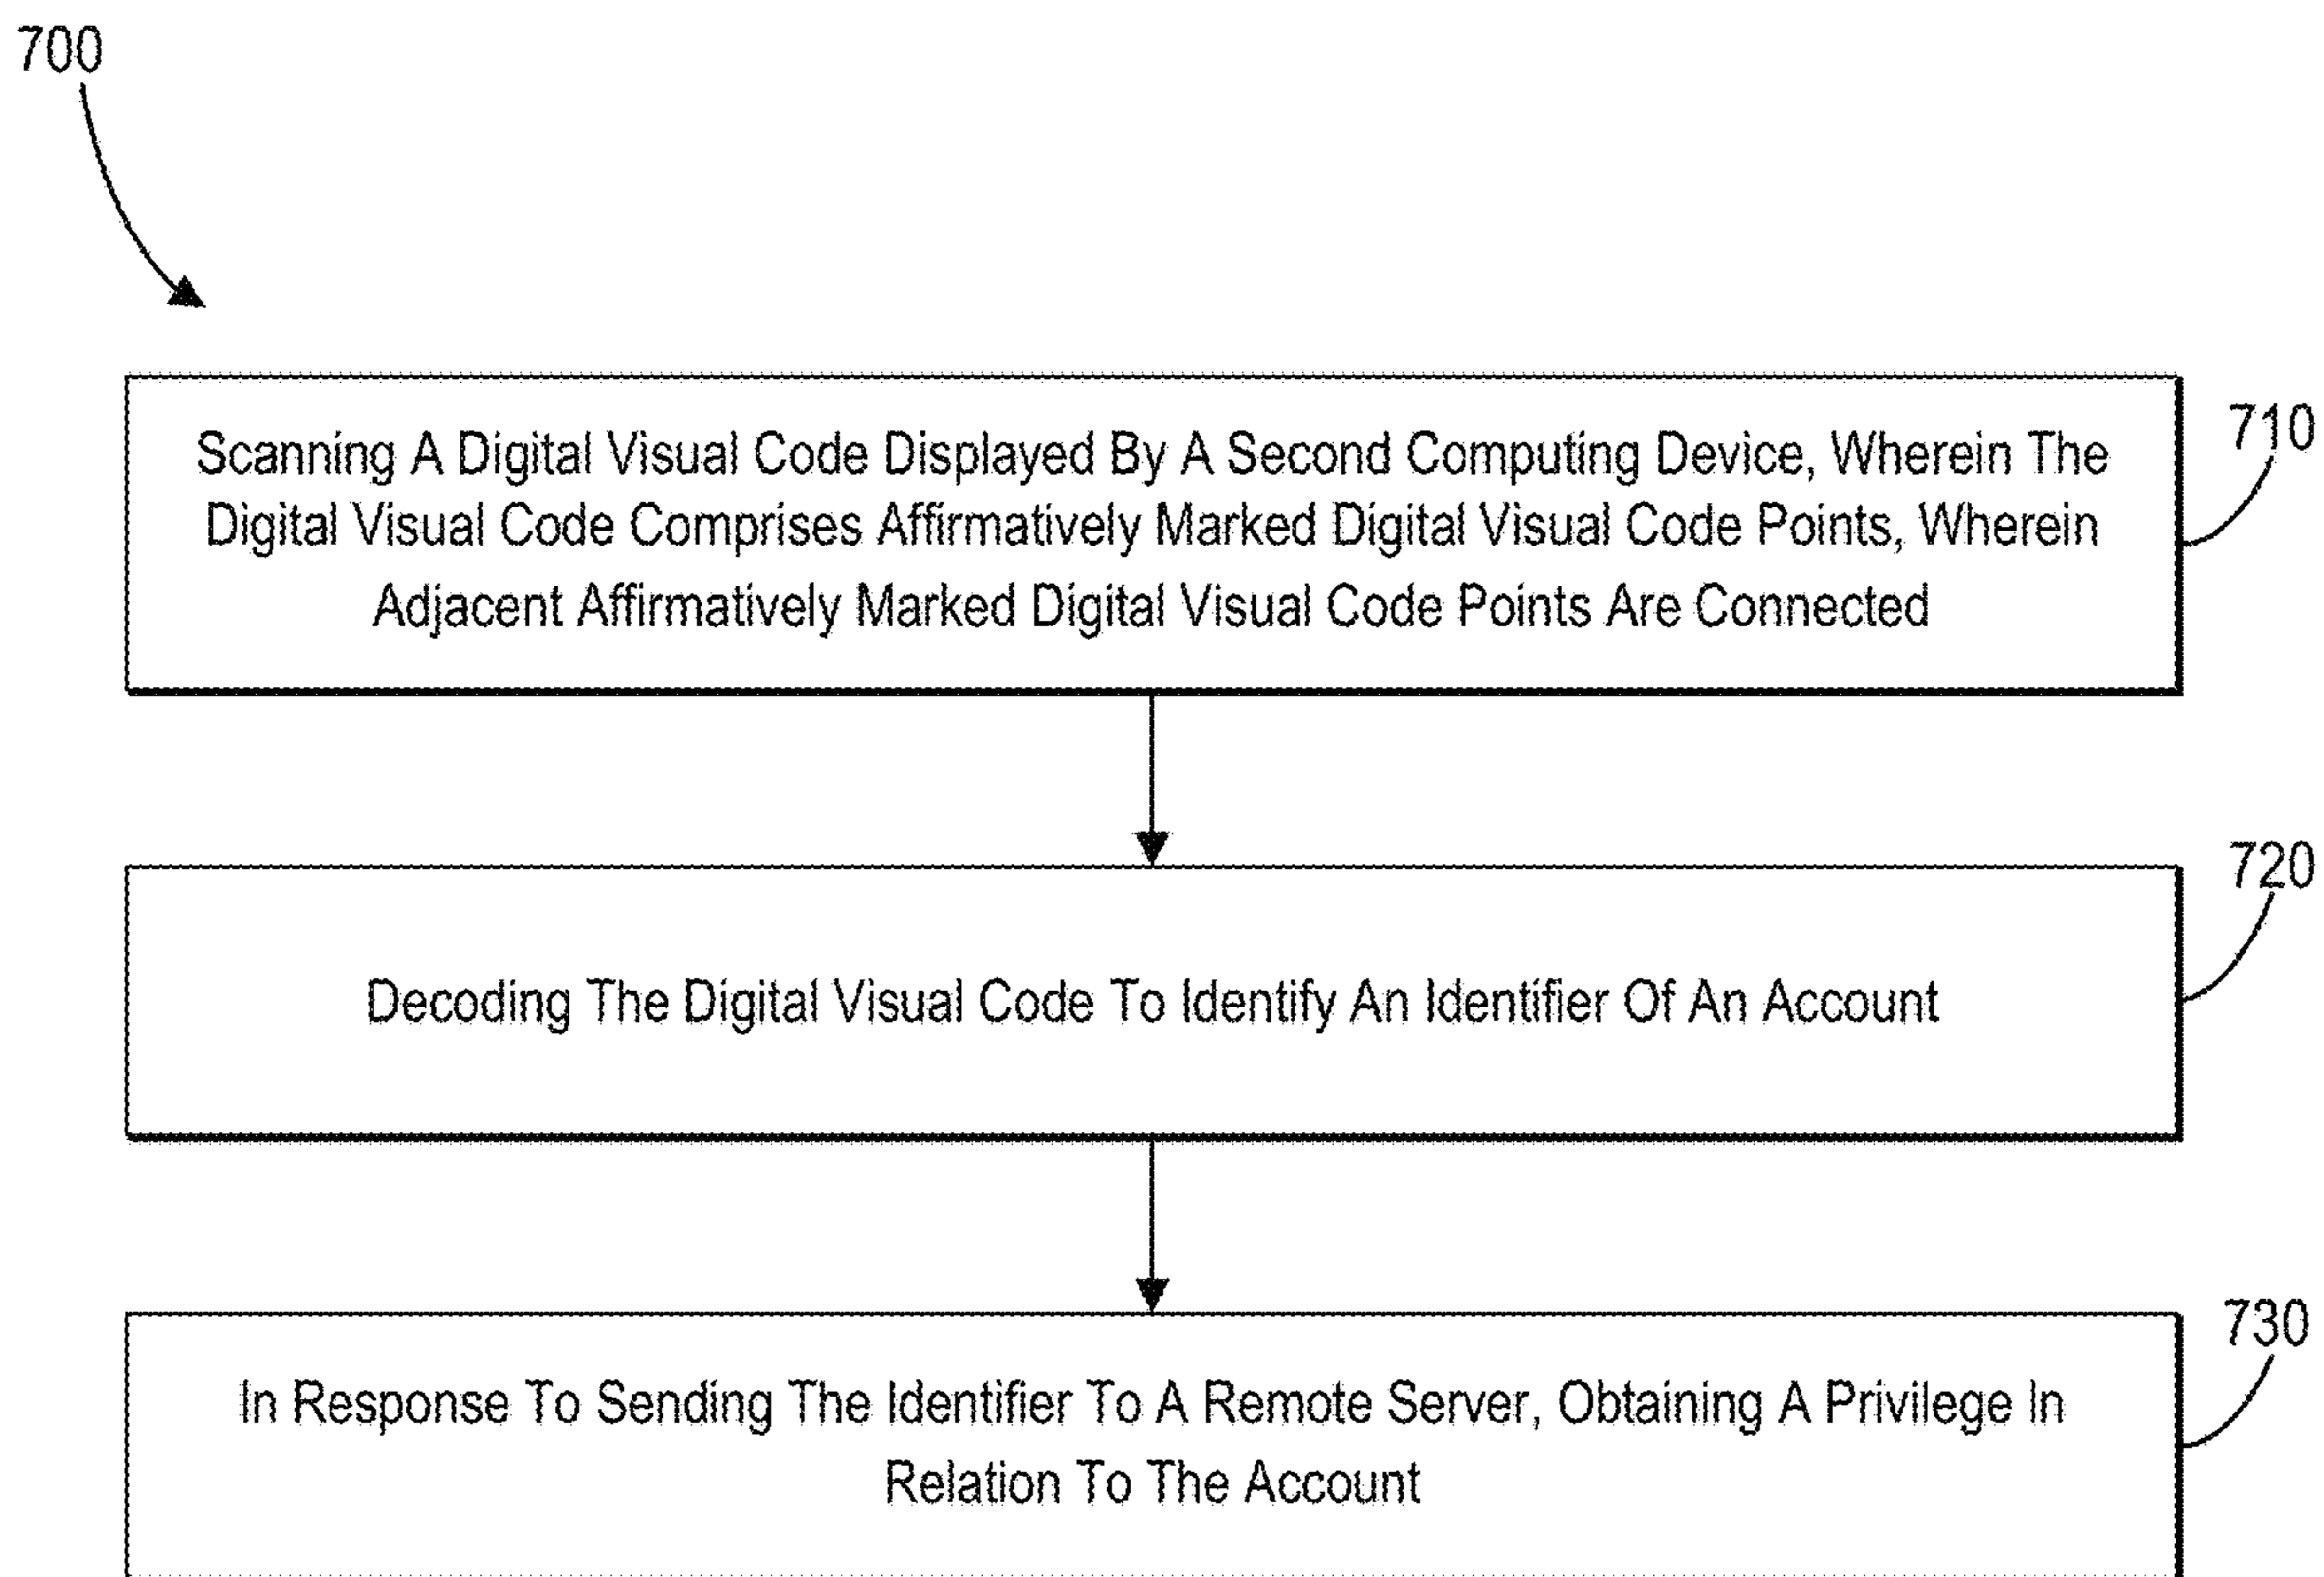 700
710
Scanning A Digital Visual Code Displayed By A Second Computing Device, Wherein The
Digital Visual Code Comprises Affirmatively Marked Digital Visual Code Points, Wherein
Adjacent Affirmatively Marked Digital Visual Code Points Are Connected
720
Decoding The Digital Visual Code To Identify An Identifier Of An Account
730
In Response To Sending The Identifier To A Remote Server, Obtaining A Privilege In
Relation To The Account